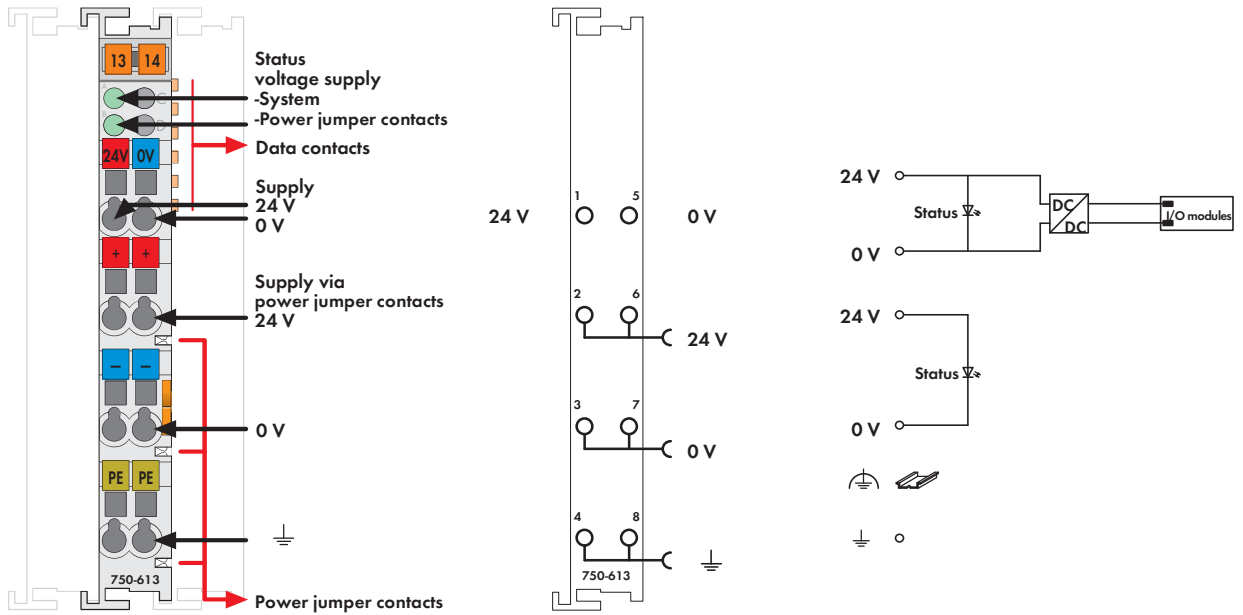 13 14
A C
B D
Status
voltage supply
-System
-Power jumper contacts
24V 0V
Data contacts
Supply
24 V
0 V
+ +
Supply via
power jumper contacts
24 V
− −
0 V
PE PE
750-613
Power jumper contacts
24 V
1 5
0 V
2 6
24 V
3 7
0 V
4 8
750-613
24 V
Status
DC
DC
I/O modules
0 V
24 V
Status
0 V